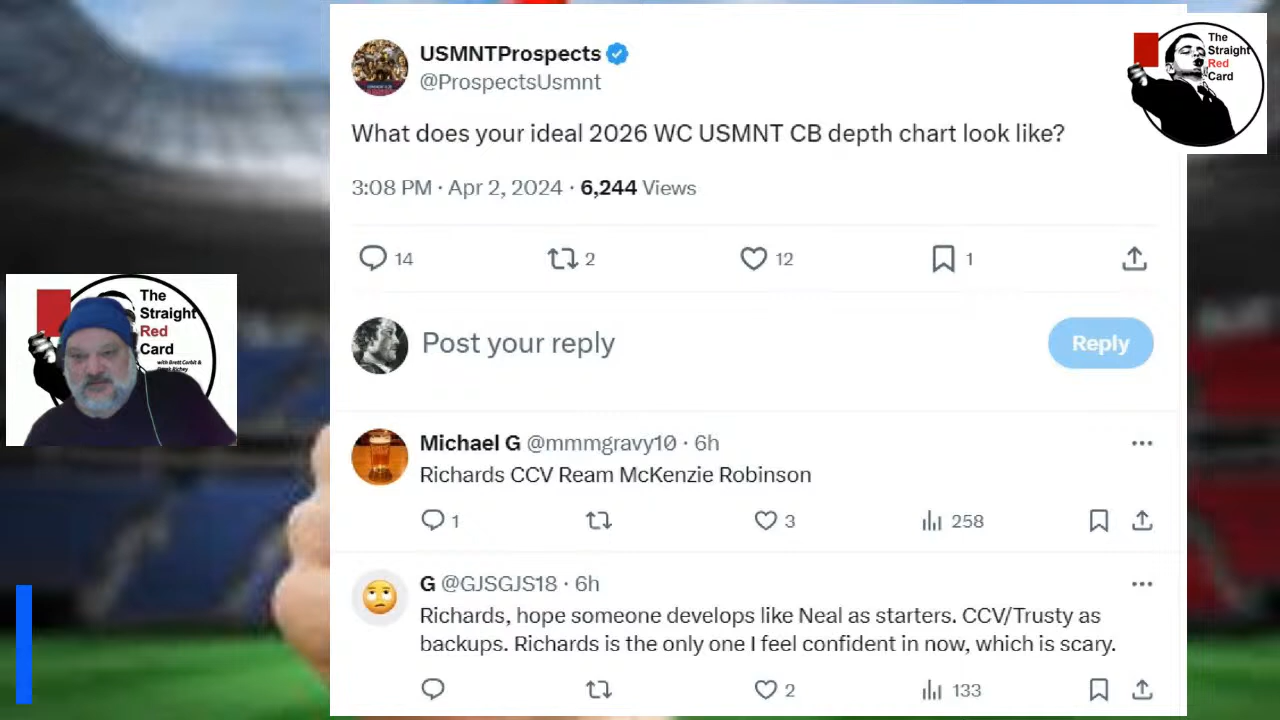 USMNTProspects
@ProspectsUsmnt
What does your ideal 2026 WC USMNT CB depth chart look like?
3:08 PM · Apr 2, 2024 · 6,244 Views
14 2 12 1
Post your reply
Reply
Michael G @mmmgravy10 · 6h
Richards CCV Ream McKenzie Robinson
1 3 258
G @GJSGJS18 · 6h
Richards, hope someone develops like Neal as starters. CCV/Trusty as
backups. Richards is the only one I feel confident in now, which is scary.
2 133
The
Straight
Red
Card
The
Straight
Red
Card
with Brett Corbit &